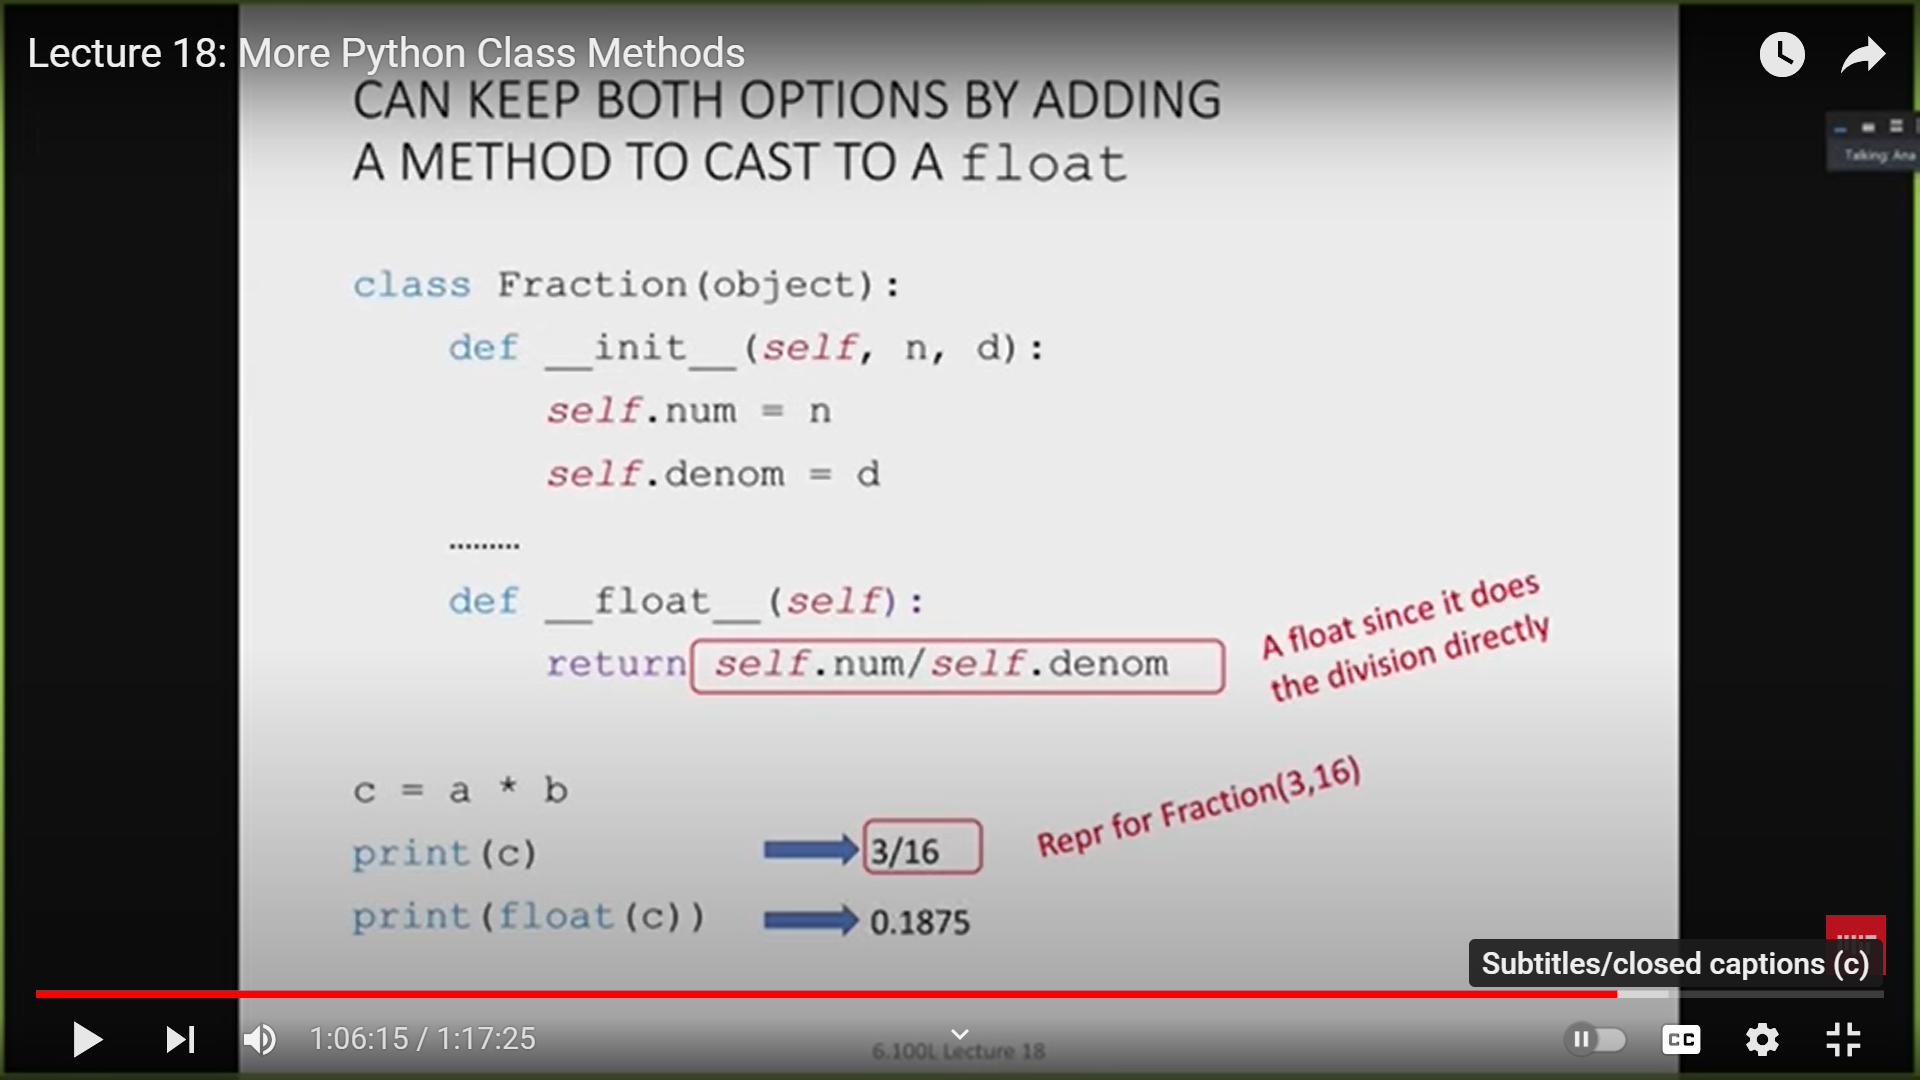 Lecture 18: More Python Class Methods
CAN KEEP BOTH OPTIONS BY ADDING
A METHOD TO CAST TO A float
Talking: Ana
class Fraction(object):
def __init__(self, n, d):
self.num = n
self.denom = d
.........
def __float__(self):
return self.num/self.denom
A float since it does
the division directly
c = a * b
print(c)
3/16
Repr for Fraction(3,16)
print(float(c))
0.1875
Subtitles/closed captions (c)
1:06:15 / 1:17:25
CC
6.100L Lecture 18